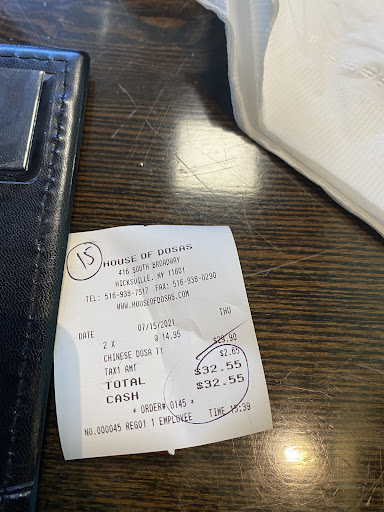 15
HOUSE OF DOSAS
416 SOUTH BROADWAY
HICKSVILLE, NY 11801
TEL: 516-938-7517 FAX: 516-938-0290
WWW.HOUSEOFDOSAS.COM
DATE 07/15/2021 THU
2 X @ 14.95
CHINESE DOSA T1 $29.90
TAX1 AMT $2.65
TOTAL $32.55
CASH $32.55
* ORDER# 0145 *
NO.000045 REG01 1 EMPLOYEE TIME 15:39